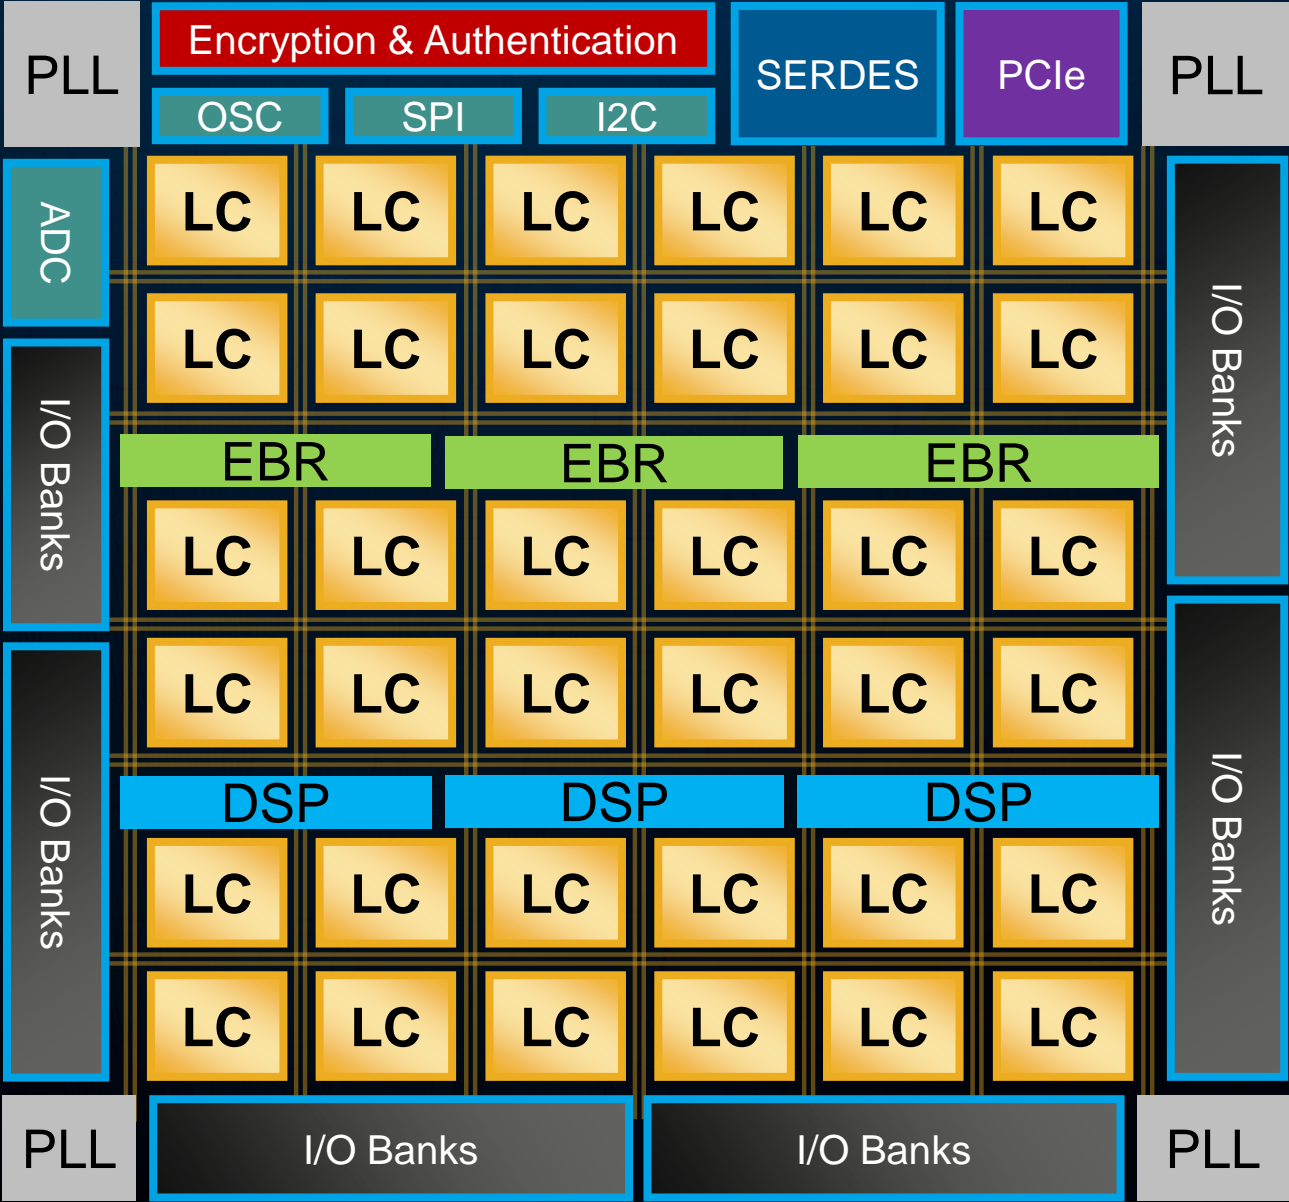 PLL
Encryption & Authentication
SERDES
PCIe
PLL
OSC
SPI
I2C
ADC
LC LC LC LC LC LC
I/O Banks
LC LC LC LC LC LC
I/O Banks
EBR EBR EBR
LC LC LC LC LC LC
LC LC LC LC LC LC
DSP DSP DSP
I/O Banks
I/O Banks
LC LC LC LC LC LC
LC LC LC LC LC LC
PLL
I/O Banks
I/O Banks
PLL